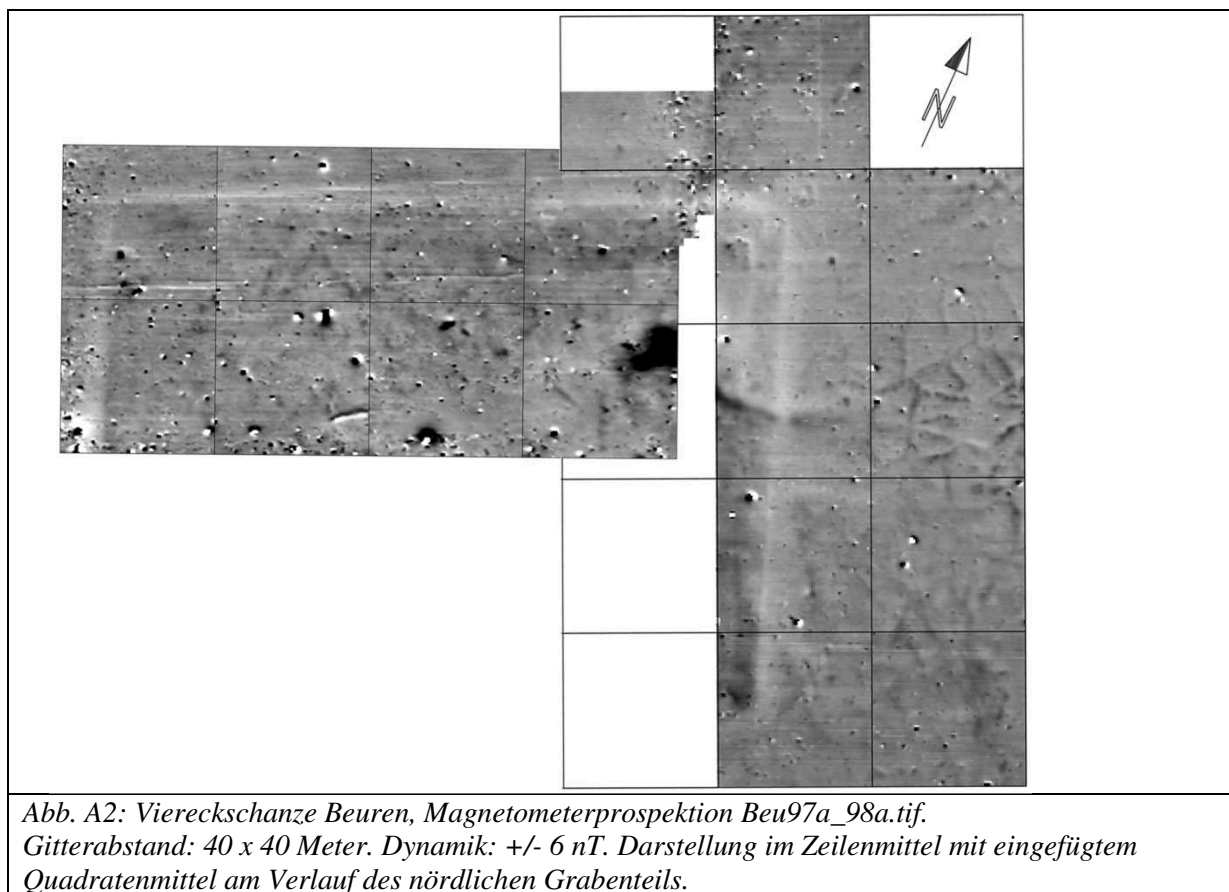 N
Abb. A2: Viereckschanze Beuren, Magnetometerprospektion Beu97a_98a.tif.
Gitterabstand: 40 x 40 Meter. Dynamik: +/- 6 nT. Darstellung im Zeilenmittel mit eingefügtem
Quadratenmittel am Verlauf des nördlichen Grabenteils.